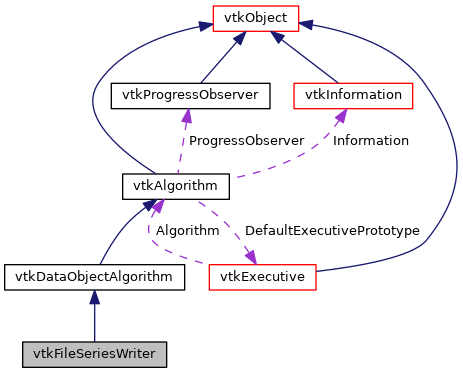 vtkObject
vtkProgressObserver
vtkInformation
ProgressObserver
Information
vtkAlgorithm
Algorithm
DefaultExecutivePrototype
vtkDataObjectAlgorithm
vtkExecutive
vtkFileSeriesWriter